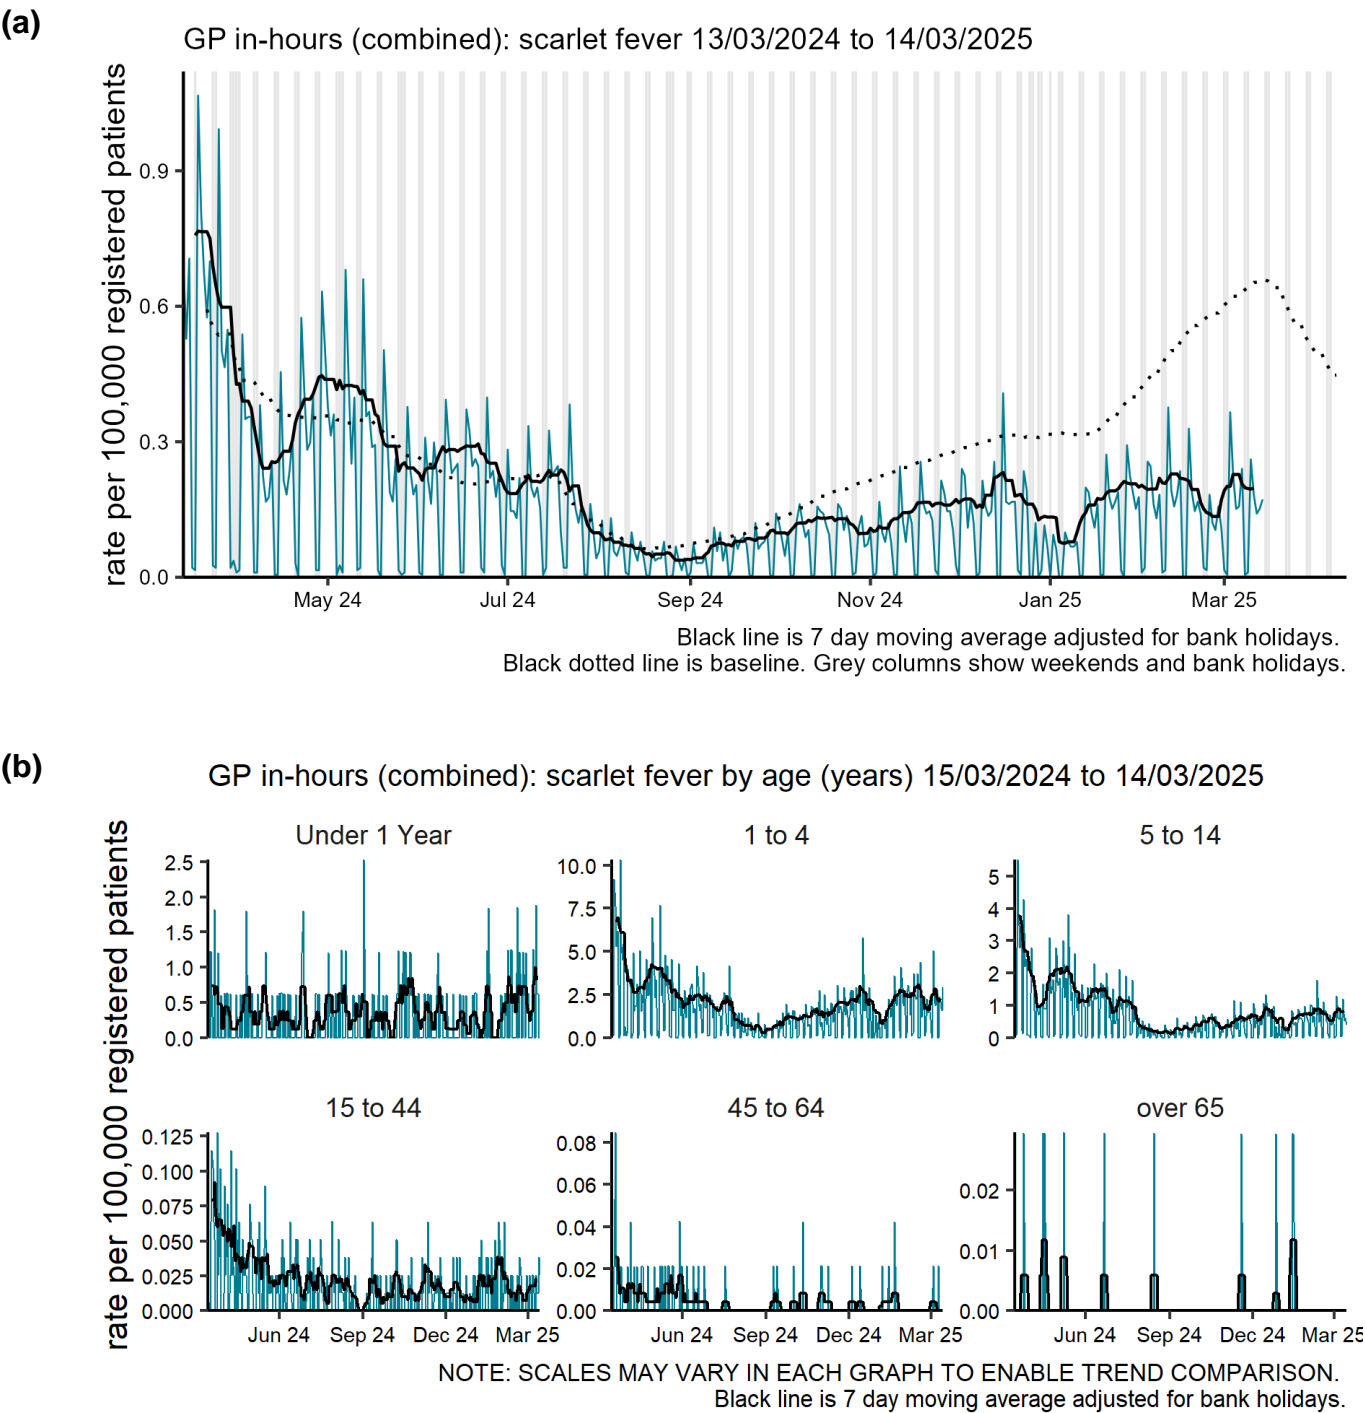 (a)
GP in-hours (combined): scarlet fever 13/03/2024 to 14/03/2025
rate per 100,000 registered patients
0.9
0.6
0.3
0.0
May 24 Jul 24 Sep 24 Nov 24 Jan 25 Mar 25
Black line is 7 day moving average adjusted for bank holidays.
Black dotted line is baseline. Grey columns show weekends and bank holidays.
(b)
GP in-hours (combined): scarlet fever by age (years) 15/03/2024 to 14/03/2025
rate per 100,000 registered patients
Under 1 Year
2.5
2.0
1.5
1.0
0.5
0.0
1 to 4
10.0
7.5
5.0
2.5
0.0
5 to 14
5
4
3
2
1
0
15 to 44
0.125
0.100
0.075
0.050
0.025
0.000
Jun 24 Sep 24 Dec 24 Mar 25
45 to 64
0.08
0.06
0.04
0.02
0.00
Jun 24 Sep 24 Dec 24 Mar 25
over 65
0.02
0.01
0.00
Jun 24 Sep 24 Dec 24 Mar 25
NOTE: SCALES MAY VARY IN EACH GRAPH TO ENABLE TREND COMPARISON.
Black line is 7 day moving average adjusted for bank holidays.